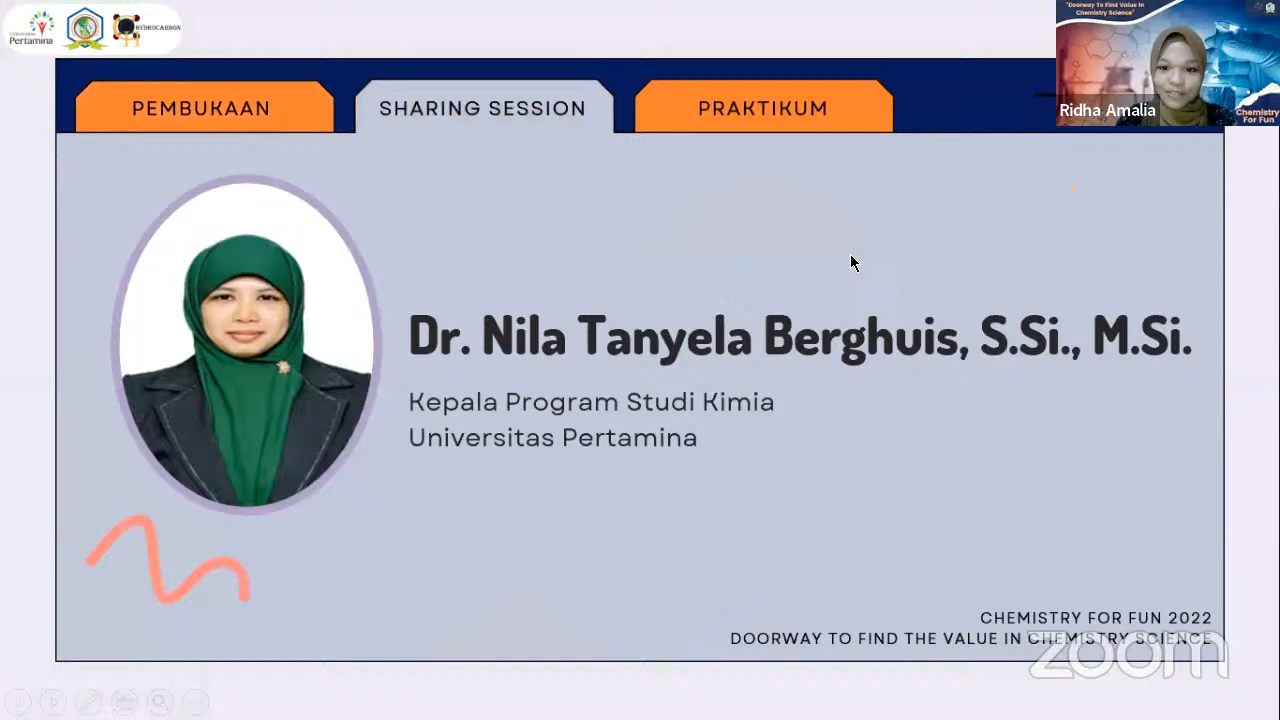 Universitas
Pertamina
HYDROCARBON
"Doorway To Find Value In
Chemistry Science"
Ridha Amalia
Chemistry
For Fun
PEMBUKAAN
SHARING SESSION
PRAKTIKUM
Dr. Nila Tanyela Berghuis, S.Si., M.Si.
Kepala Program Studi Kimia
Universitas Pertamina
CHEMISTRY FOR FUN 2022
DOORWAY TO FIND THE VALUE IN CHEMISTRY SCIENCE
zoom